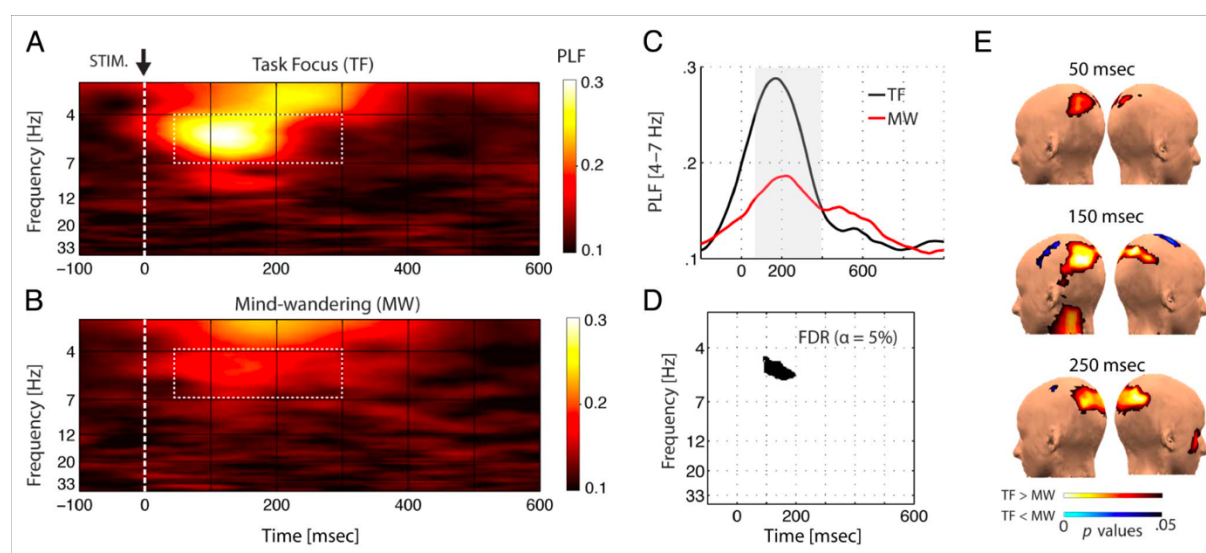 A
STIM.
Task Focus (TF)
PLF
0.3
0.2
0.1
Frequency [Hz]
4
7
12
20
33
-100
0
200
400
600
B
Mind-wandering (MW)
0.3
0.2
0.1
Frequency [Hz]
4
7
12
20
33
-100
0
200
400
600
Time [msec]
C
PLF [4–7 Hz]
.3
.2
.1
TF
MW
0
200
600
D
FDR (α = 5%)
Frequency [Hz]
4
7
12
20
33
0
200
600
Time [msec]
E
50 msec
150 msec
250 msec
TF > MW
TF < MW
0
p values
.05